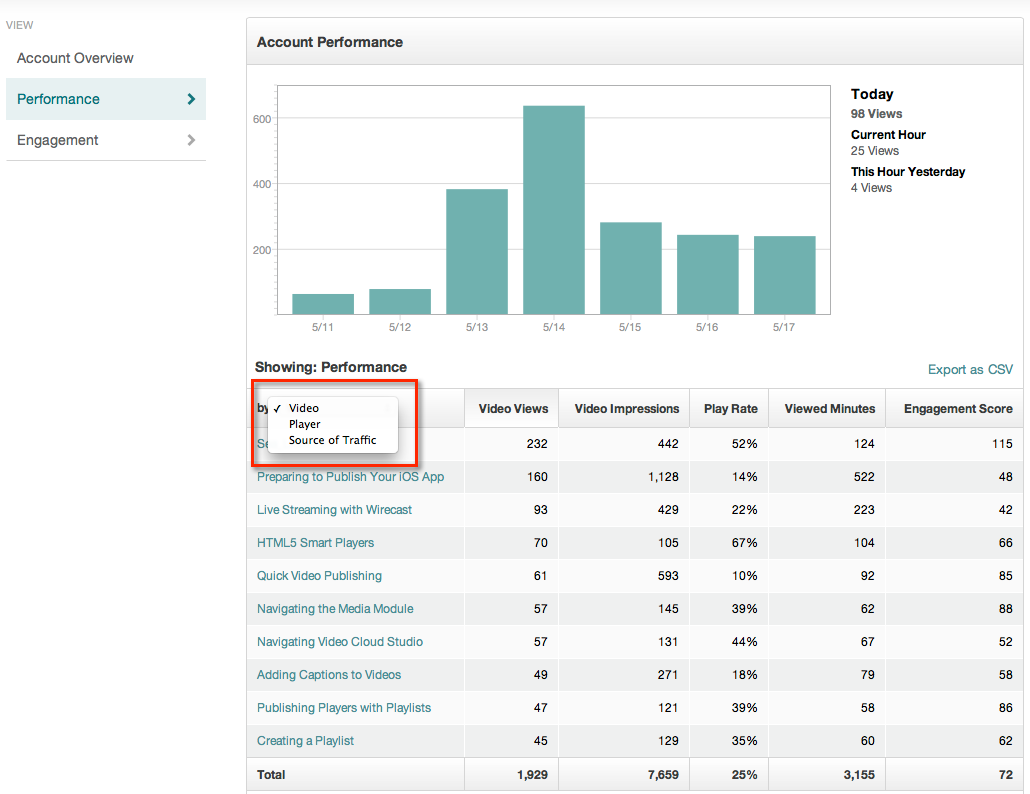 VIEW
Account Overview
Performance
Engagement
Account Performance
600
400
200
5/11 5/12 5/13 5/14 5/15 5/16 5/17
Today
98 Views
Current Hour
25 Views
This Hour Yesterday
4 Views
Showing: Performance
Export as CSV
by
✓ Video
Player
Source of Traffic
Video Views Video Impressions Play Rate Viewed Minutes Engagement Score
232 442 52% 124 115
Preparing to Publish Your iOS App 160 1,128 14% 522 48
Live Streaming with Wirecast 93 429 22% 223 42
HTML5 Smart Players 70 105 67% 104 66
Quick Video Publishing 61 593 10% 92 85
Navigating the Media Module 57 145 39% 62 88
Navigating Video Cloud Studio 57 131 44% 67 52
Adding Captions to Videos 49 271 18% 79 58
Publishing Players with Playlists 47 121 39% 58 86
Creating a Playlist 45 129 35% 60 62
Total 1,929 7,659 25% 3,155 72